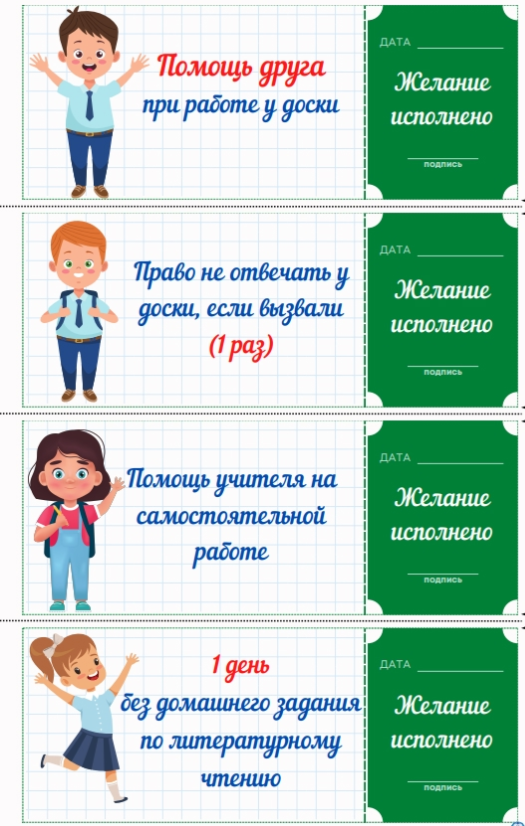 Помощь друга
при работе у доски
ДАТА
Желание
исполнено
подпись
Право не отвечать у
доски, если вызвали
(1 раз)
ДАТА
Желание
исполнено
подпись
Помощь учителя на
самостоятельной
работе
ДАТА
Желание
исполнено
подпись
1 день
без домашнего задания
по литературному
чтению
ДАТА
Желание
исполнено
подпись